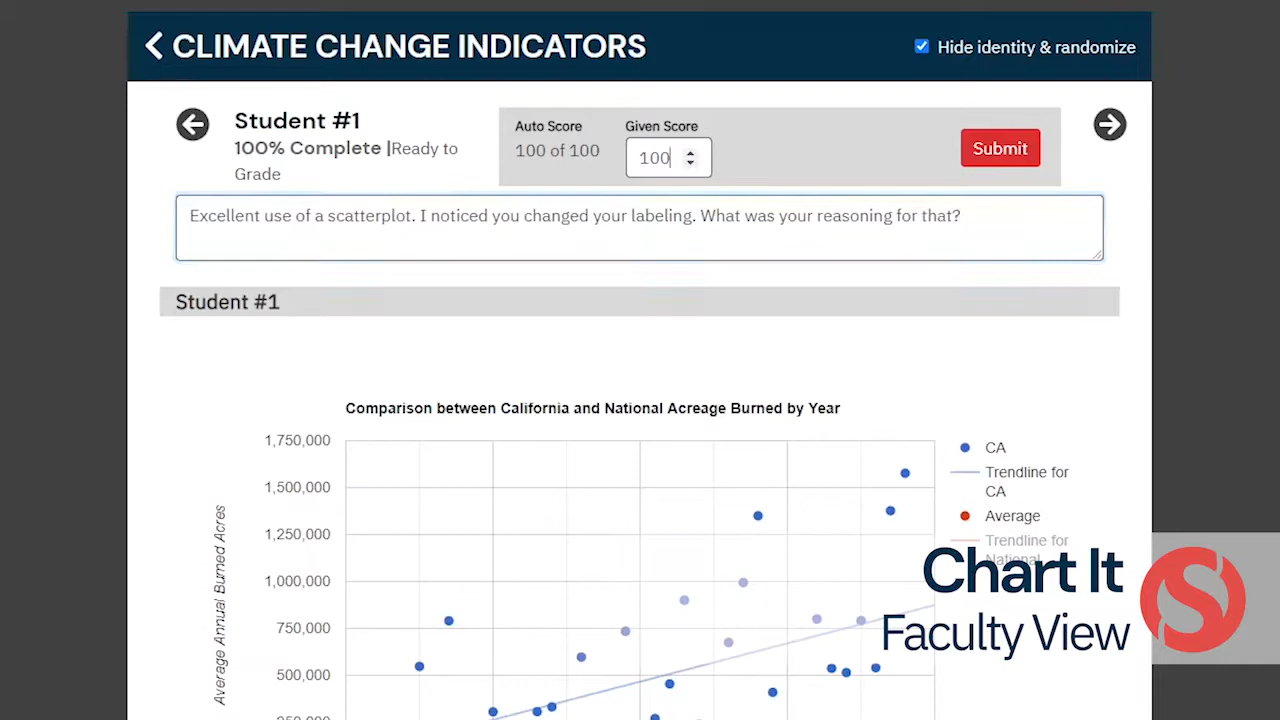 CLIMATE CHANGE INDICATORS
Hide identity & randomize
Student #1
100% Complete |Ready to
Grade
Auto Score
100 of 100
Given Score
100
Submit
Excellent use of a scatterplot. I noticed you changed your labeling. What was your reasoning for that?
Student #1
Comparison between California and National Acreage Burned by Year
Average Annual Burned Acres
1,750,000
1,500,000
1,250,000
1,000,000
750,000
500,000
250,000
CA
Trendline for
CA
Average
Trendline for
National
Chart It
Faculty View
S